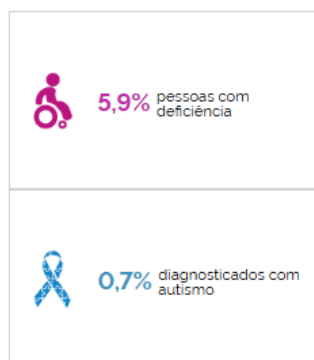 5,9% pessoas com
deficiência
0,7% diagnosticados com
autismo